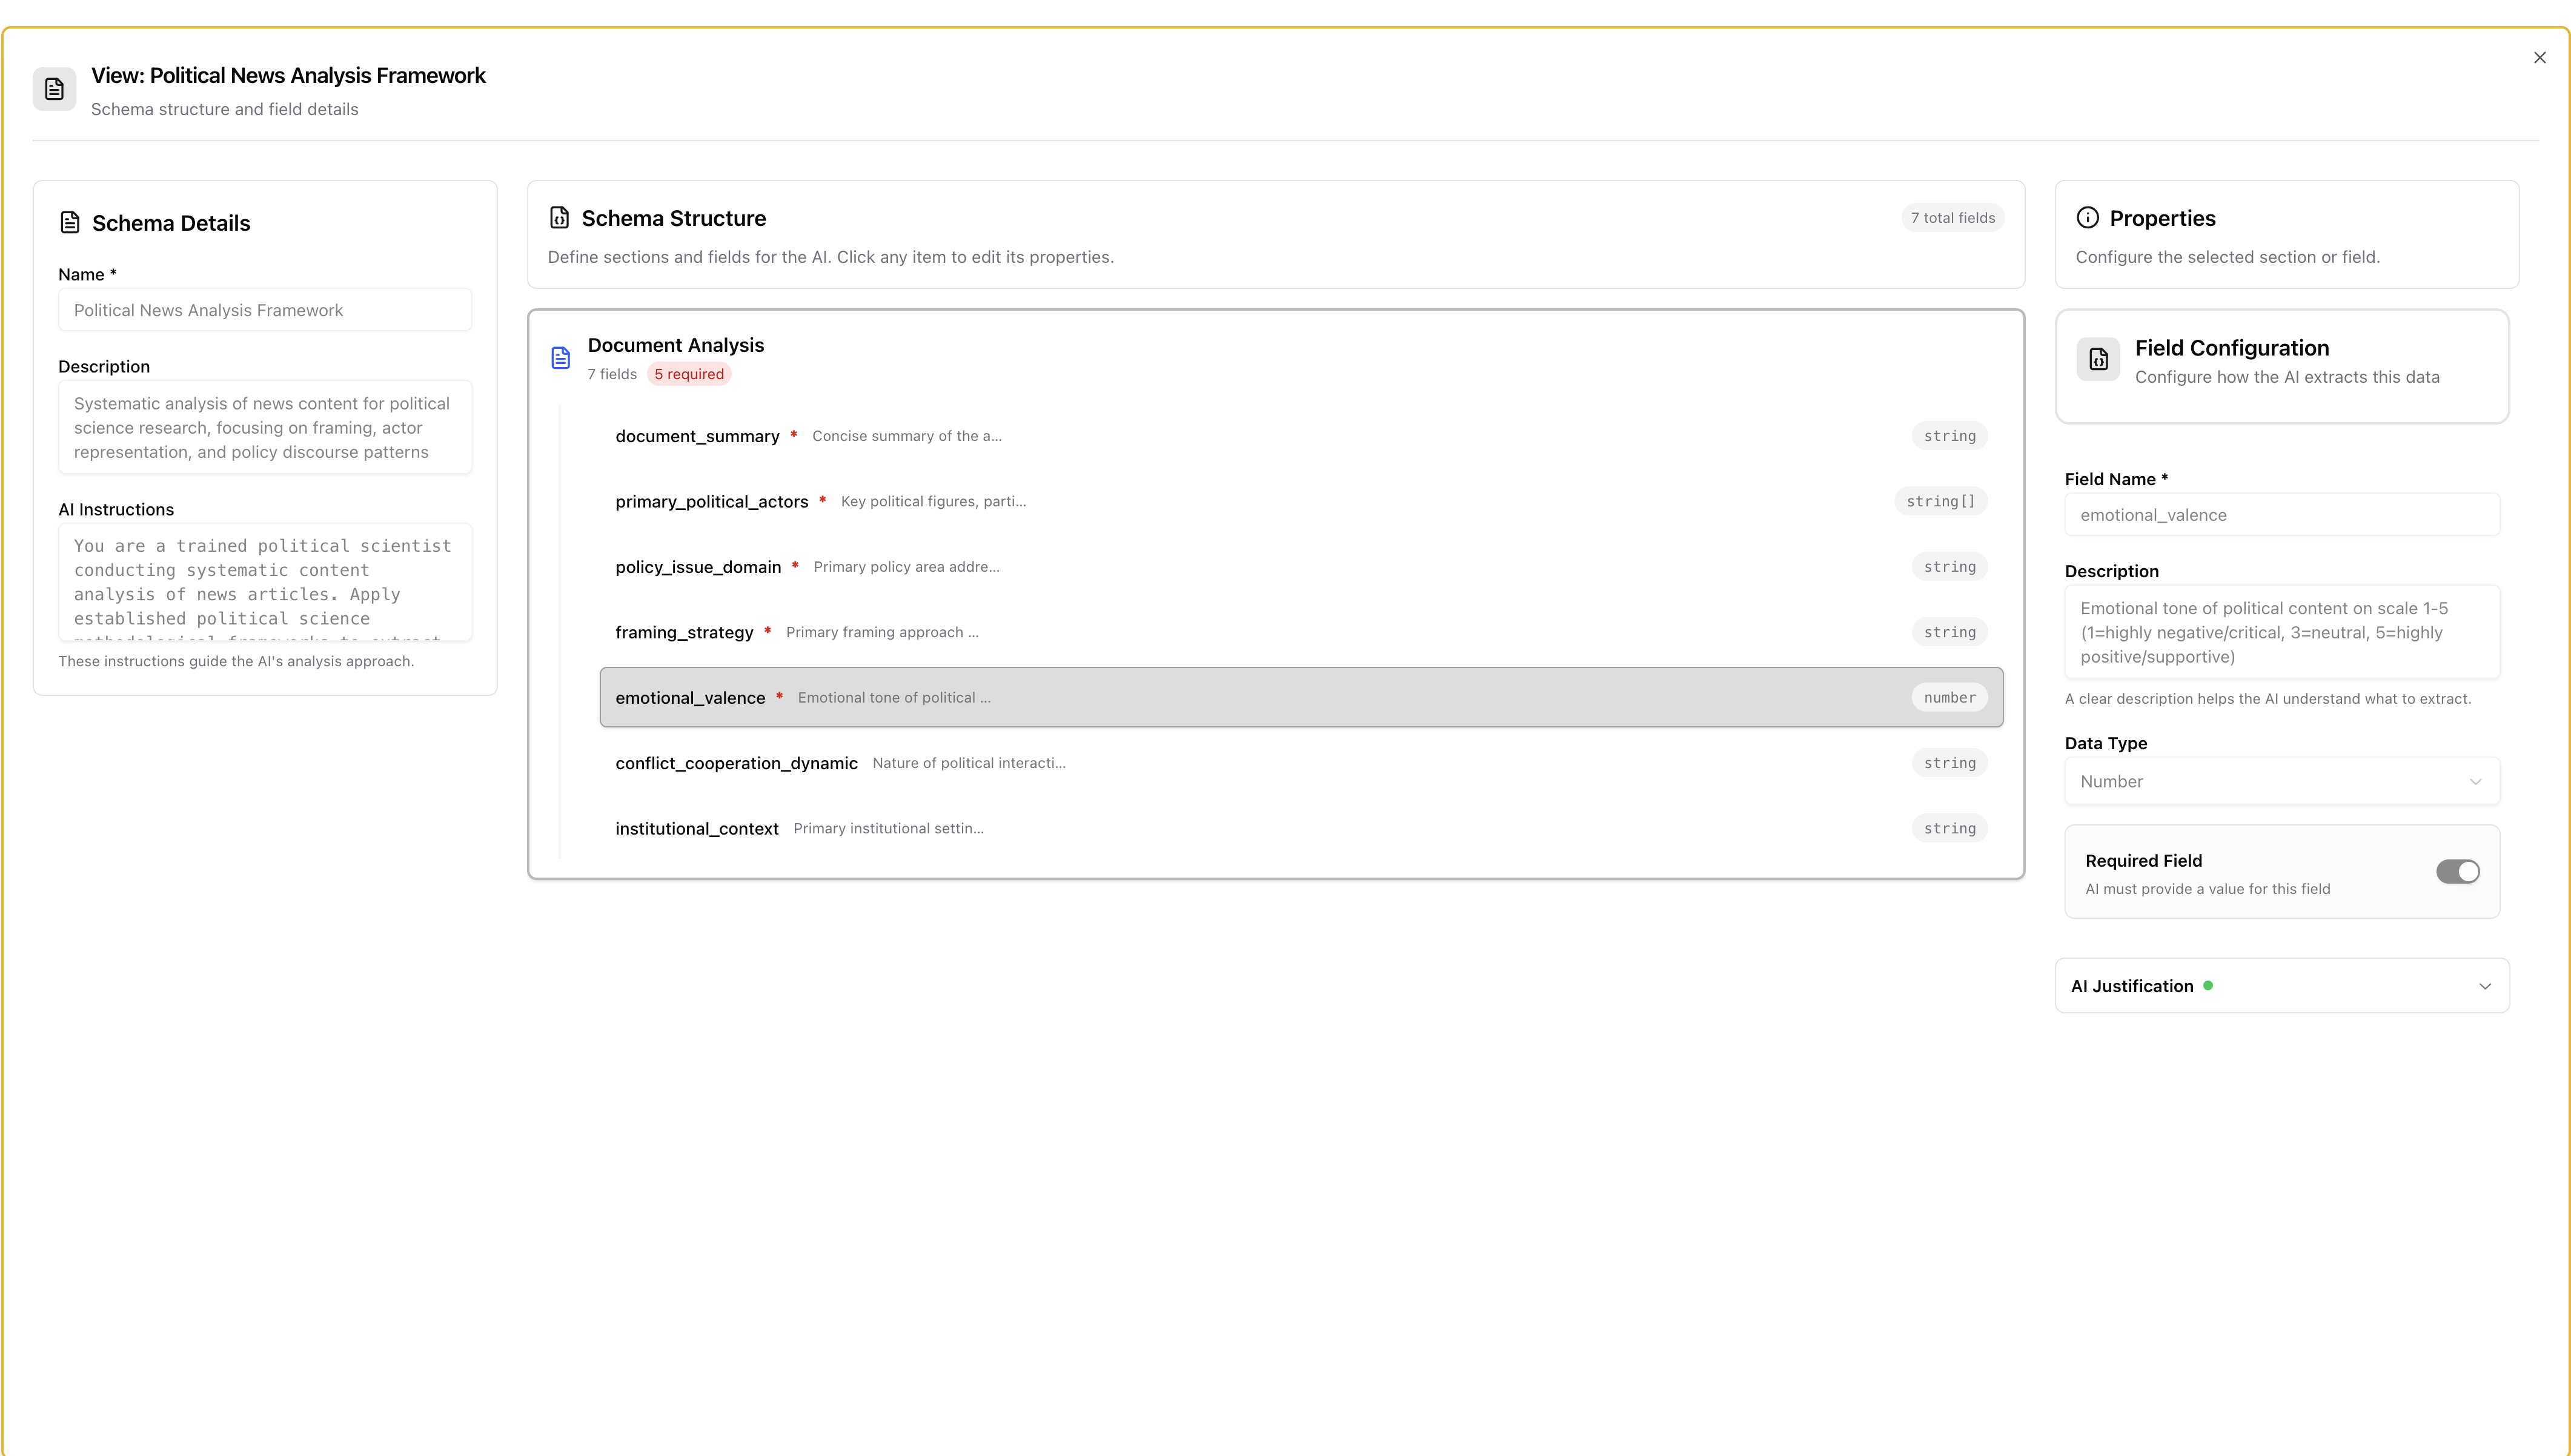 View: Political News Analysis Framework
Schema structure and field details
Schema Details
Name *
Political News Analysis Framework
Description
Systematic analysis of news content for political
science research, focusing on framing, actor
representation, and policy discourse patterns
AI Instructions
You are a trained political scientist
conducting systematic content
analysis of news articles. Apply
established political science
methodological frameworks to extract
These instructions guide the AI's analysis approach.
Schema Structure
7 total fields
Define sections and fields for the AI. Click any item to edit its properties.
Document Analysis
7 fields 5 required
document_summary * Concise summary of the a... string
primary_political_actors * Key political figures, parti... string[]
policy_issue_domain * Primary policy area addre... string
framing_strategy * Primary framing approach ... string
emotional_valence * Emotional tone of political ... number
conflict_cooperation_dynamic Nature of political interacti... string
institutional_context Primary institutional settin... string
Properties
Configure the selected section or field.
Field Configuration
Configure how the AI extracts this data
Field Name *
emotional_valence
Description
Emotional tone of political content on scale 1-5
(1=highly negative/critical, 3=neutral, 5=highly
positive/supportive)
A clear description helps the AI understand what to extract.
Data Type
Number
Required Field
AI must provide a value for this field
AI Justification